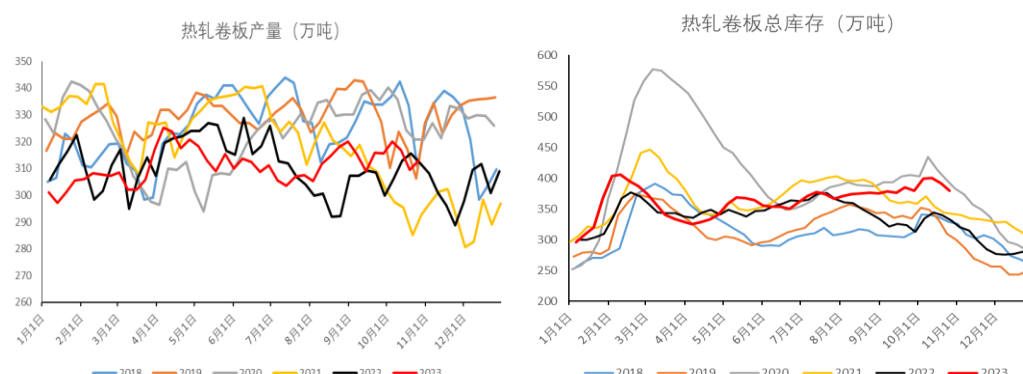 热轧卷板产量（万吨）
350
340
330
320
310
300
290
280
270
260
1月1日
2月1日
3月1日
4月1日
5月1日
6月1日
7月1日
8月1日
9月1日
10月1日
11月1日
12月1日
2018 2019 2020 2021 2022 2023
热轧卷板总库存（万吨）
600
550
500
450
400
350
300
250
200
1月1日
2月1日
3月1日
4月1日
5月1日
6月1日
7月1日
8月1日
9月1日
10月1日
11月1日
12月1日
2018 2019 2020 2021 2022 2023